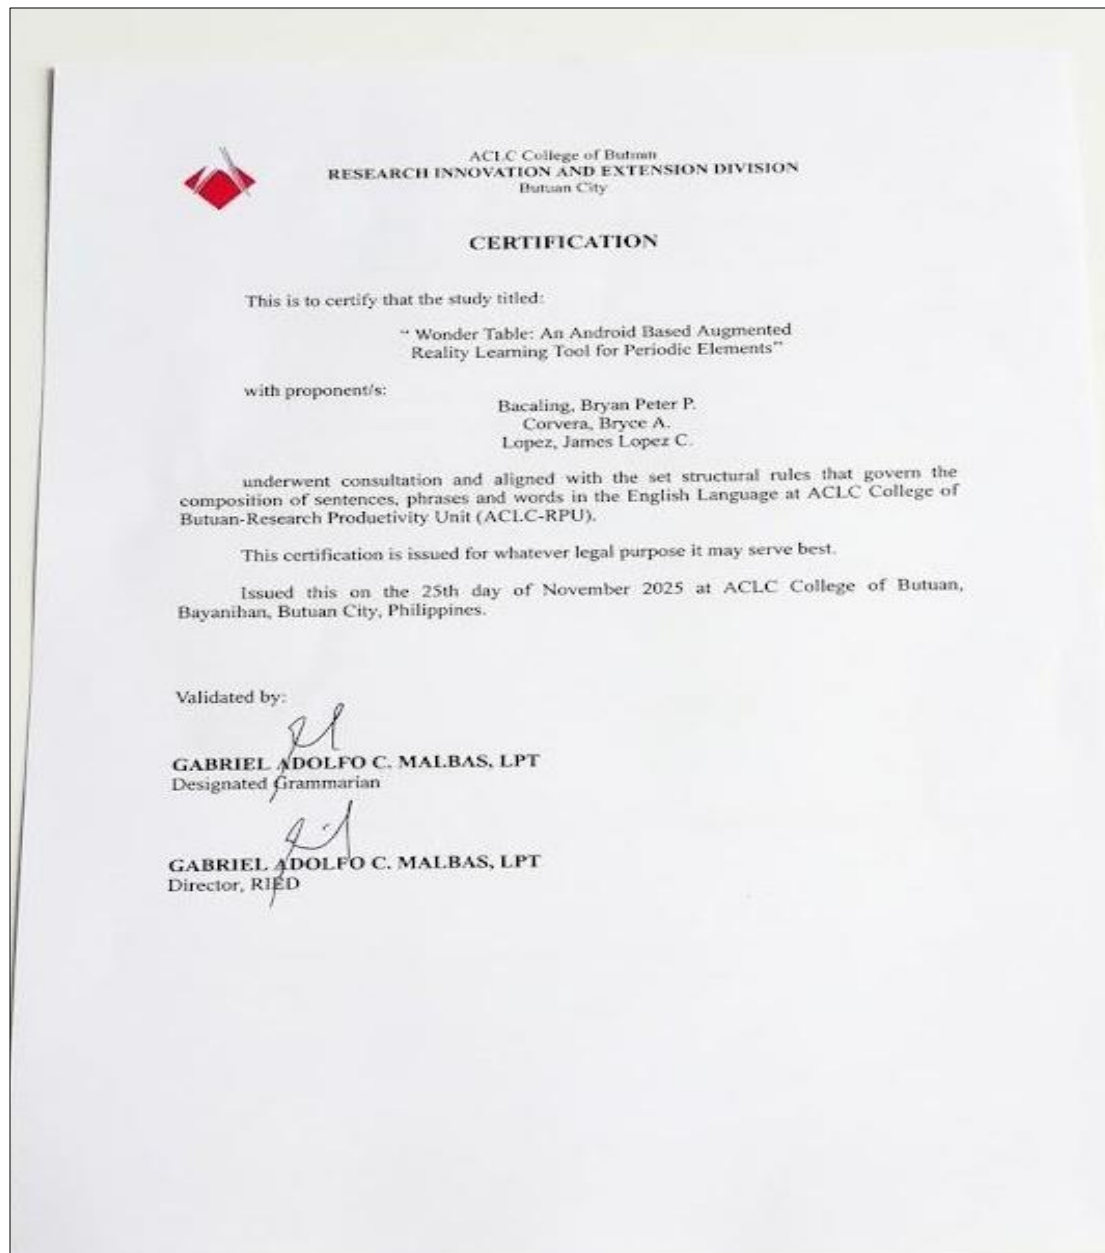 ACLC College of Butuan
RESEARCH INNOVATION AND EXTENSION DIVISION
Butuan City
CERTIFICATION
This is to certify that the study titled:
“ Wonder Table: An Android Based Augmented
Reality Learning Tool for Periodic Elements”
with proponent/s:
Bacaling, Bryan Peter P.
Corvera, Bryce A.
Lopez, James Lopez C.
underwent consultation and aligned with the set structural rules that govern the
composition of sentences, phrases and words in the English Language at ACLC College of
Butuan-Research Productivity Unit (ACLC-RPU).
This certification is issued for whatever legal purpose it may serve best.
Issued this on the 25th day of November 2025 at ACLC College of Butuan,
Bayanihan, Butuan City, Philippines.
Validated by:
GABRIEL ADOLFO C. MALBAS, LPT
Designated Grammarian
GABRIEL ADOLFO C. MALBAS, LPT
Director, RIED